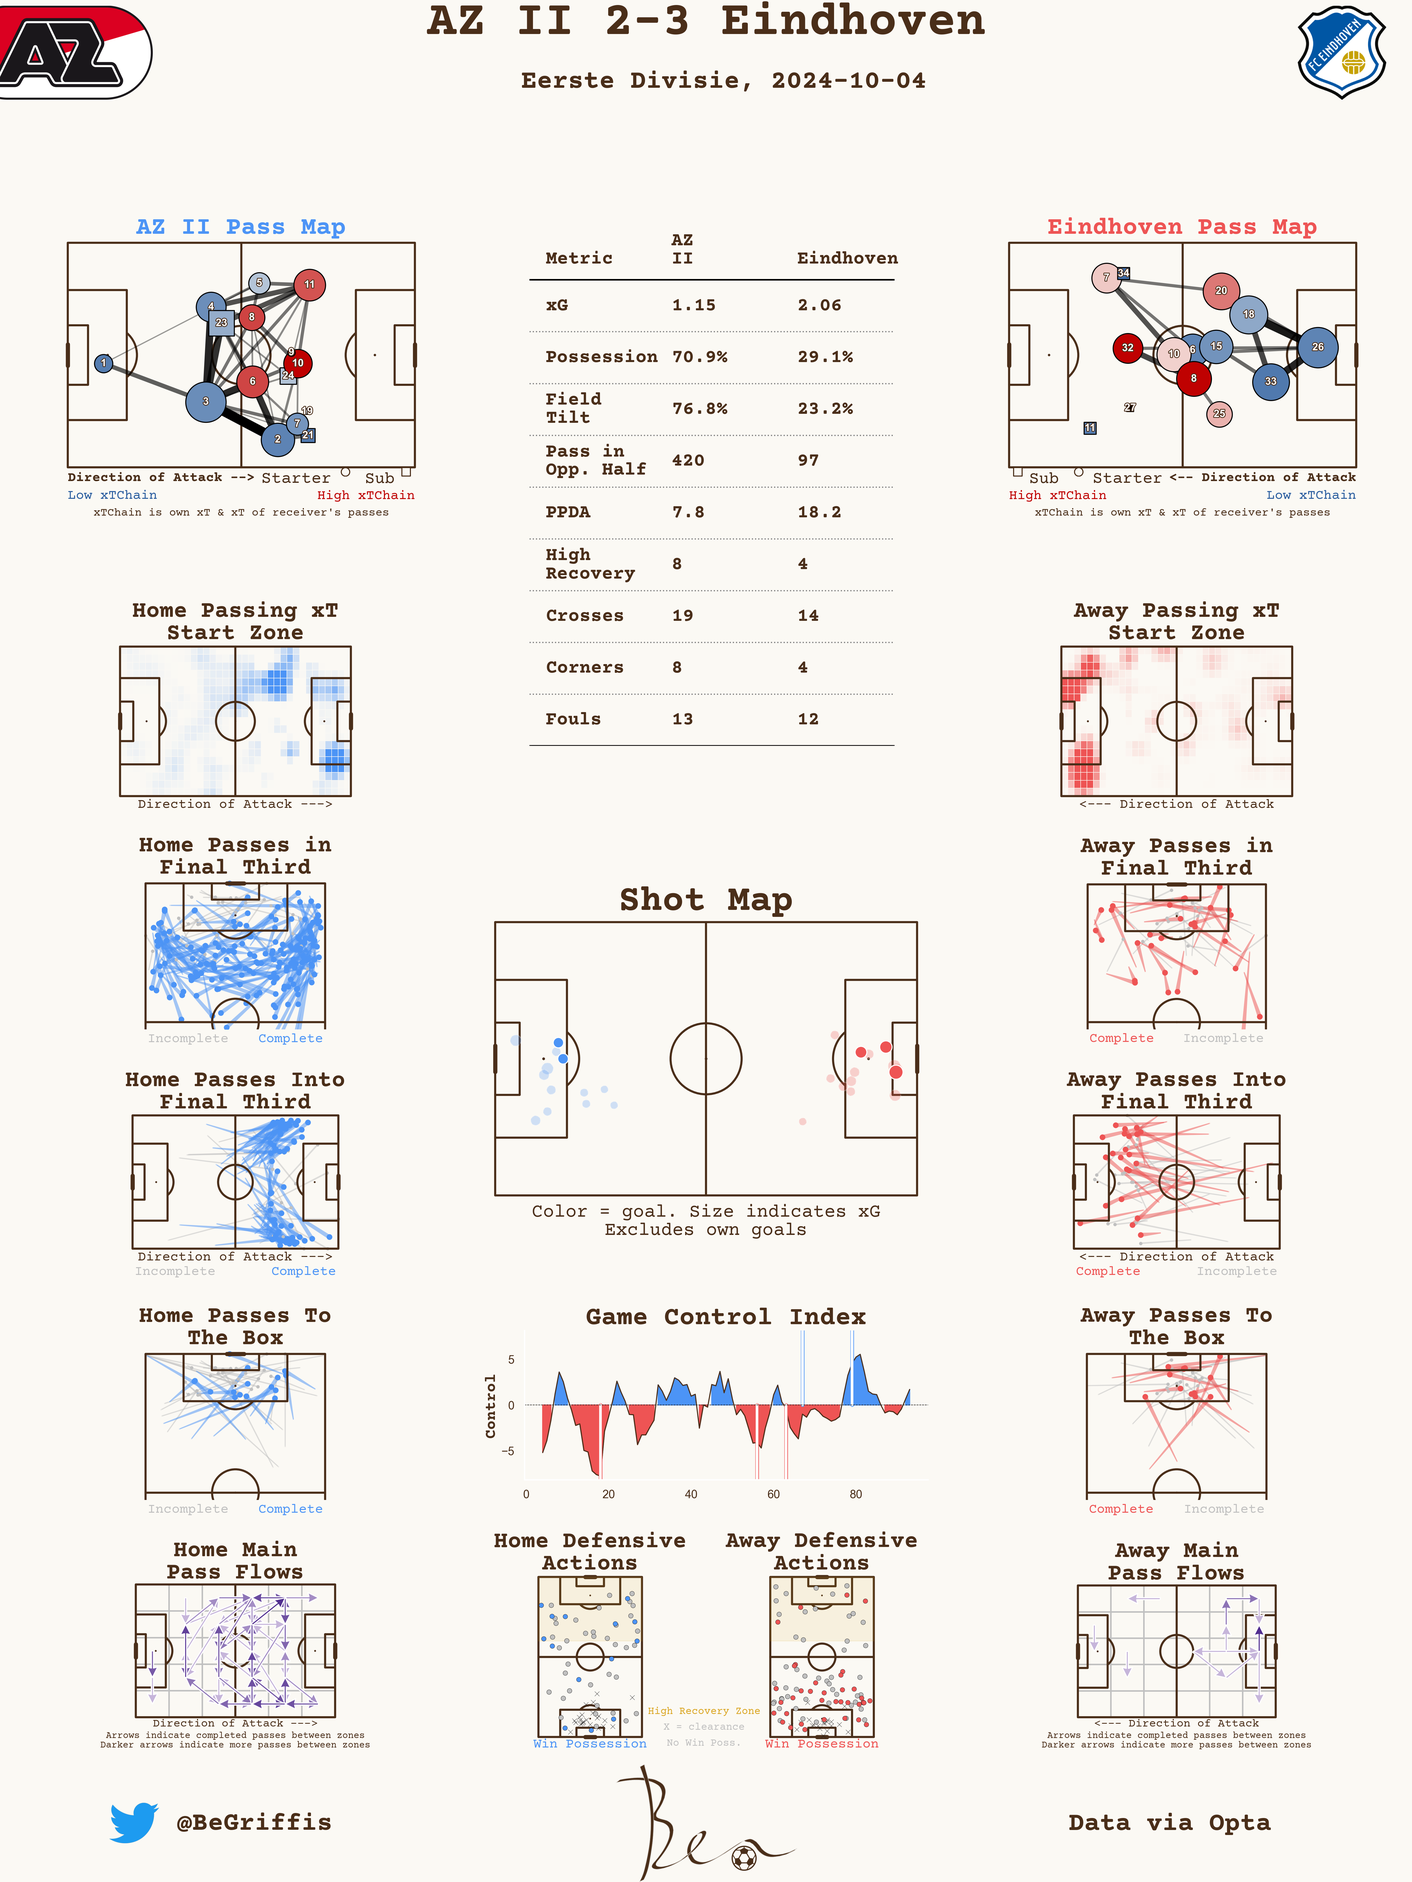 AZ II 2-3 Eindhoven
Eerste Divisie, 2024-10-04
AZ
FC EINDHOVEN
AZ II Pass Map
1
4
23
5
11
8
9
10
24
6
3
2
7
19
21
Direction of Attack --> Starter Sub
Low xTChain High xTChain
xTChain is own xT & xT of receiver's passes
Metric AZ II Eindhoven
xG 1.15 2.06
Possession 70.9% 29.1%
Field Tilt 76.8% 23.2%
Pass in Opp. Half 420 97
PPDA 7.8 18.2
High Recovery 8 4
Crosses 19 14
Corners 8 4
Fouls 13 12
Eindhoven Pass Map
7
34
20
18
32
10
6
15
26
8
33
27
25
11
Sub Starter <-- Direction of Attack
High xTChain Low xTChain
xTChain is own xT & xT of receiver's passes
Home Passing xT
Start Zone
Direction of Attack --->
Away Passing xT
Start Zone
<--- Direction of Attack
Home Passes in
Final Third
Incomplete Complete
Away Passes in
Final Third
Complete Incomplete
Shot Map
Color = goal. Size indicates xG
Excludes own goals
Home Passes Into
Final Third
Direction of Attack --->
Incomplete Complete
Away Passes Into
Final Third
<--- Direction of Attack
Complete Incomplete
Home Passes To
The Box
Incomplete Complete
Game Control Index
Control
5
0
−5
0 20 40 60 80
Away Passes To
The Box
Complete Incomplete
Home Main
Pass Flows
Direction of Attack --->
Arrows indicate completed passes between zones
Darker arrows indicate more passes between zones
Home Defensive
Actions
Win Possession
High Recovery Zone
X = clearance
No Win Poss.
Away Defensive
Actions
Win Possession
Away Main
Pass Flows
<--- Direction of Attack
Arrows indicate completed passes between zones
Darker arrows indicate more passes between zones
@BeGriffis
Ben
Data via Opta